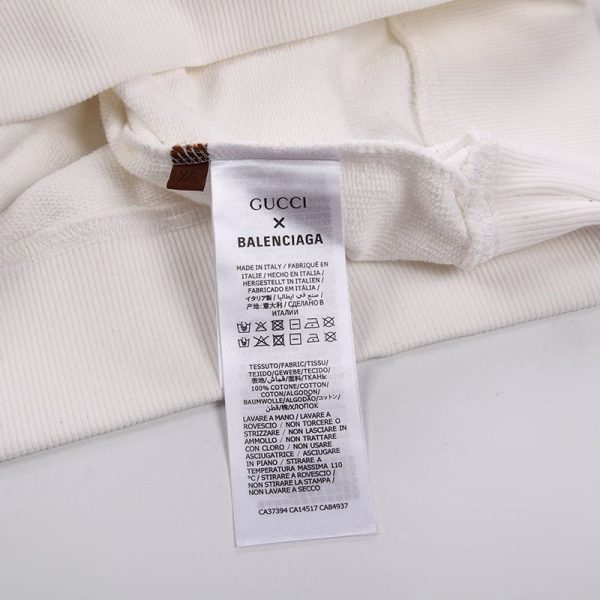 XS
GUCCI
X
BALENCIAGA
MADE IN ITALY / FABRIQUÉ EN
ITALIE / HECHO EN ITALIA /
HERGESTELLT IN ITALIEN /
FABRICADO EM ITÁLIA /
イタリア製 / صنع في إيطاليا /
产地:意大利 / СДЕЛАНО В
ИТАЛИИ
TESSUTO/FABRIC/TISSU/
TEJIDO/GEWEBE/TECIDO/
表地/قماش/面料/ТКАНЬ:
100% COTONE/COTTON/
COTON/ALGODÓN/
BAUMWOLLE/ALGODÃO/コットン/
قطن/棉/ХЛОПОК
LAVARE A MANO / LAVARE A
ROVESCIO / NON TORCERE O
STRIZZARE / NON LASCIARE IN
AMMOLLO / NON TRATTARE
CON CLORO / NON USARE
ASCIUGATRICE / ASCIUGARE
IN PIANO / STIRARE A
TEMPERATURA MASSIMA 110
°C / STIRARE A ROVESCIO /
NON STIRARE LA STAMPA /
NON LAVARE A SECCO
CA37394 CA14517 CA84937